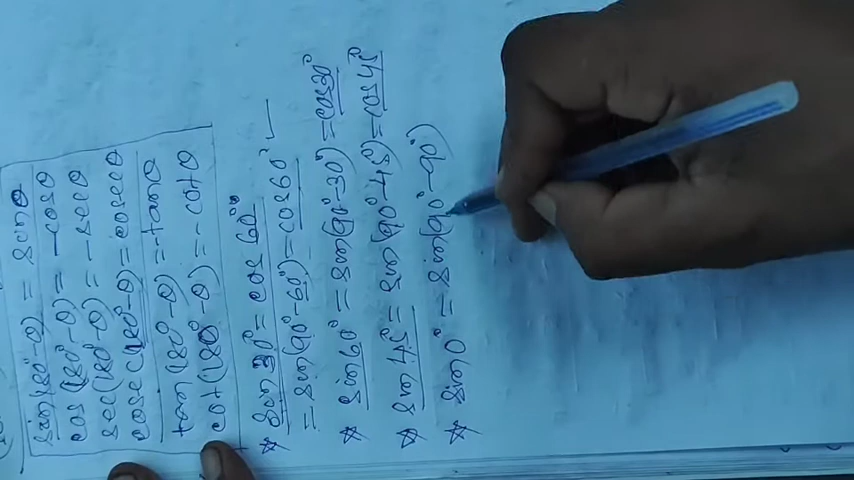 sin(180°-θ) = sinθ
cos(180°-θ) = -cosθ
sec(180°-θ) = -secθ
cosec(180°-θ) = cosecθ
tan(180°-θ) = -tanθ
cot(180°-θ) = -cotθ
☆ Sin 30° = cos 60°
= sin(90°-60°) = cos60°
☆ sin60° = sin(90°-30°) = cos30°
☆ sin45° = sin(90°-45°) = cos45°
☆ sin0° = sin(90°-90°)